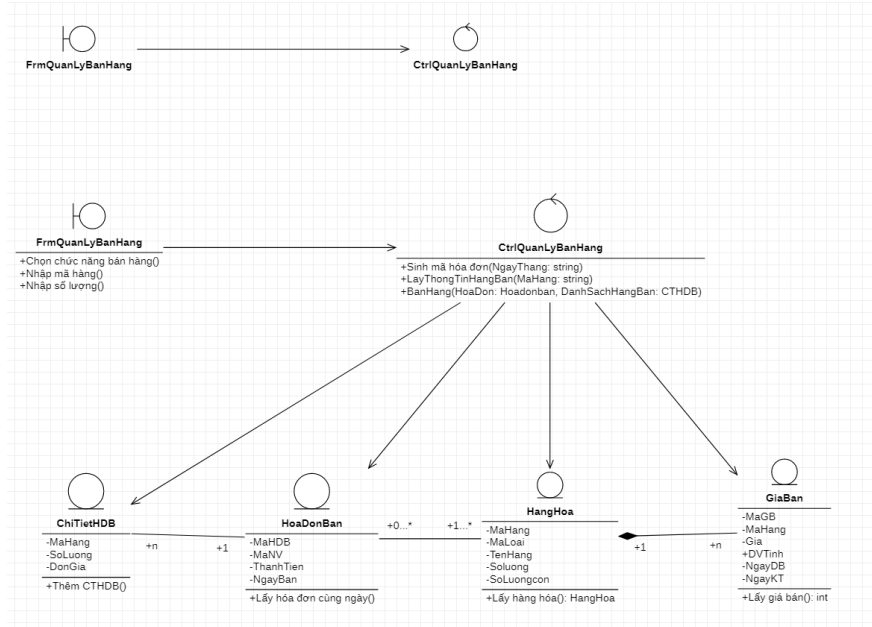 FrmQuanLyBanHang
CtrlQuanLyBanHang
FrmQuanLyBanHang
+Chọn chức năng bán hàng()
+Nhập mã hàng()
+Nhập số lượng()
CtrlQuanLyBanHang
+Sinh mã hóa đơn(NgayThang: string)
+LayThongTinHangBan(MaHang: string)
+BanHang(HoaDon: Hoadonban, DanhSachHangBan: CTHDB)
ChiTietHDB
-MaHang
-SoLuong
-DonGia
+Thêm CTHDB()
+n
+1
HoaDonBan
-MaHDB
-MaNV
-ThanhTien
-NgayBan
+Lấy hóa đơn cùng ngày()
+0...*
+1...*
HangHoa
-MaHang
-MaLoai
-TenHang
-Soluong
-SoLuongcon
+Lấy hàng hóa(): HangHoa
+1
+n
GiaBan
-MaGB
-MaHang
-Gia
+DVTinh
-NgayDB
-NgayKT
+Lấy giá bán(): int